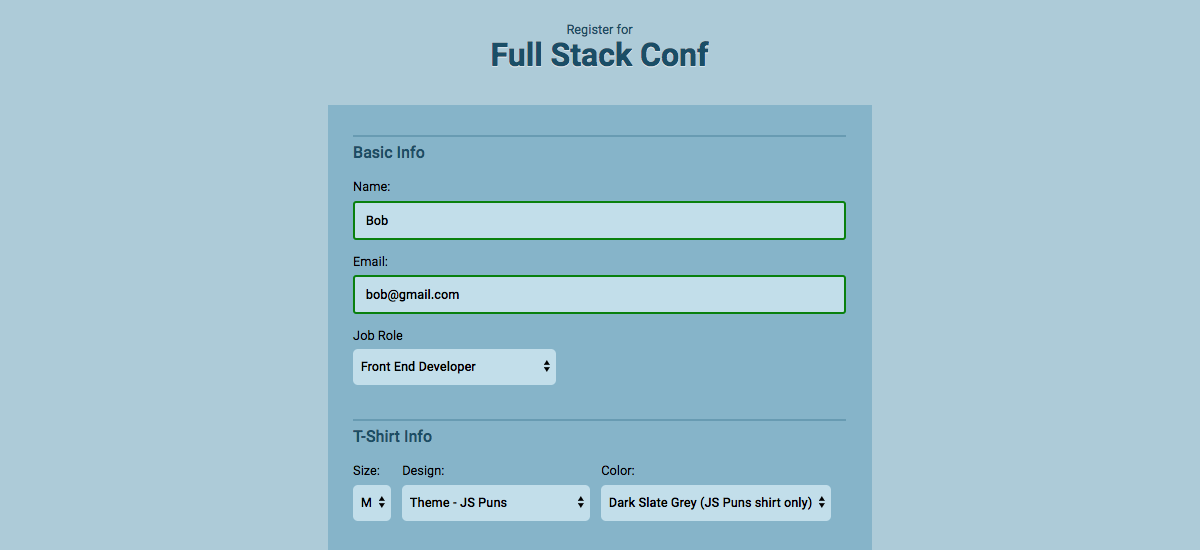 Register for
Full Stack Conf
Basic Info
Name:
Bob
Email:
bob@gmail.com
Job Role
Front End Developer
T-Shirt Info
Size: Design: Color:
M Theme - JS Puns Dark Slate Grey (JS Puns shirt only)